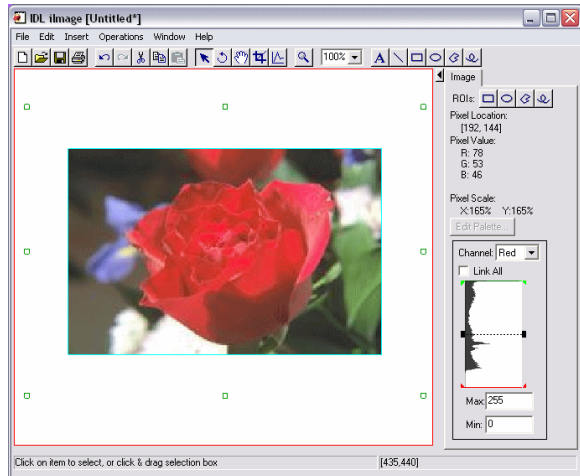 IDL iImage [Untitled*]
File Edit Insert Operations Window Help
100%
A
Image
ROIs:
Pixel Location:
[192, 144]
Pixel Value:
R: 78
G: 53
B: 46
Pixel Scale:
X:165% Y:165%
Edit Palette...
Channel: Red
Link All
Max: 255
Min: 0
Click on item to select, or click & drag selection box
[435,440]